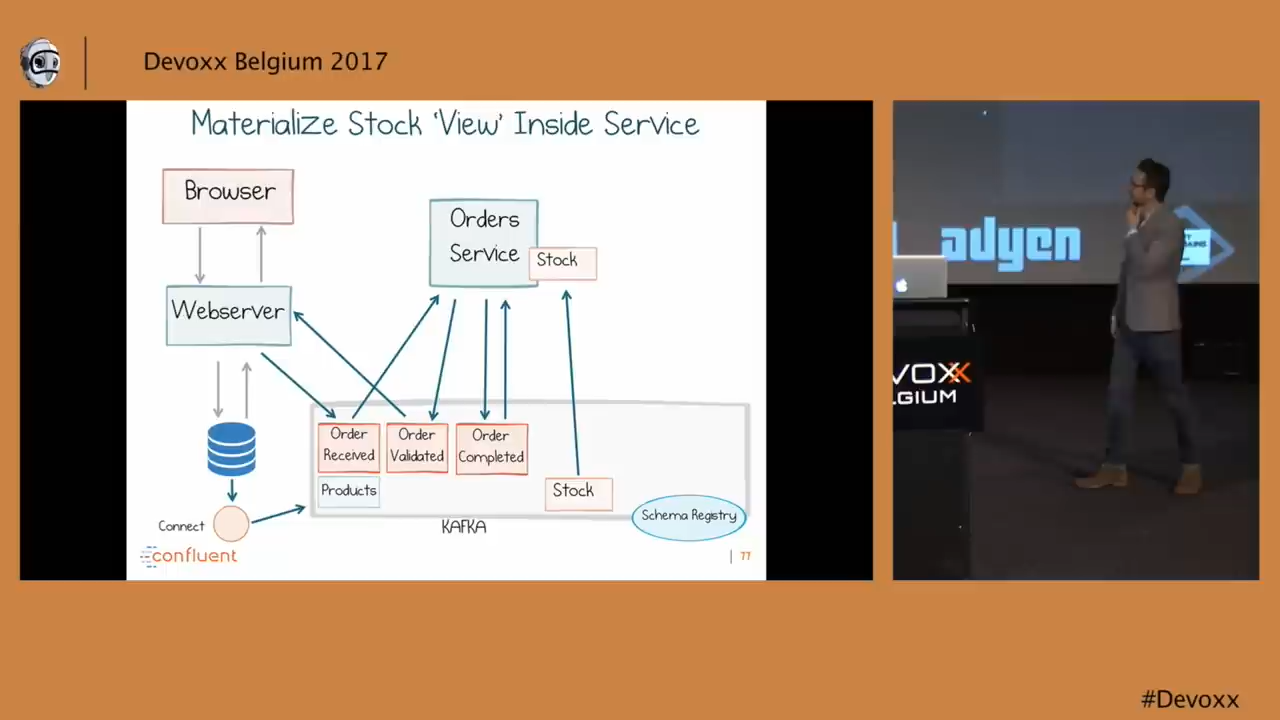 Devoxx Belgium 2017
Materialize Stock 'View' Inside Service
Browser
Orders
Service
Stock
Webserver
Order
Received
Order
Validated
Order
Completed
Products
Stock
Schema Registry
Connect
KAFKA
confluent
77
adyen
VOXX
LGIUM
#Devoxx